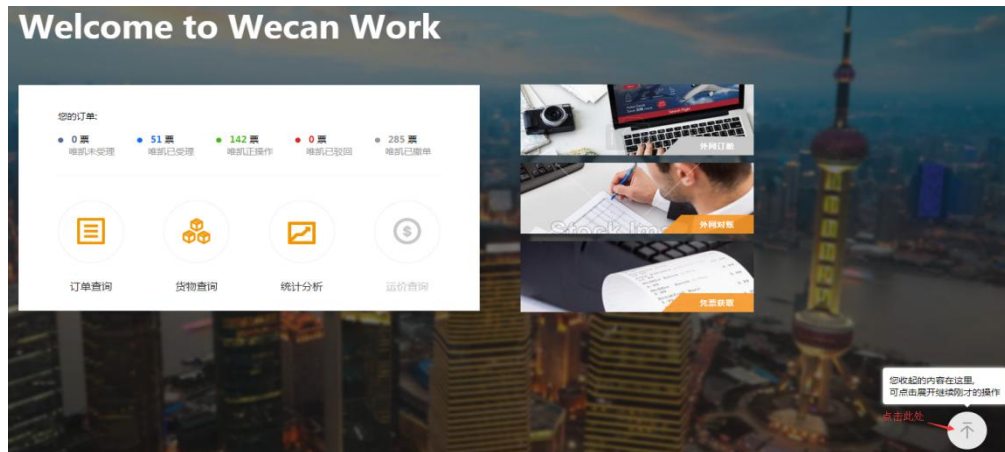 Welcome to Wecan Work
您的订单:
0 票
唯凯未受理
51 票
唯凯已受理
142 票
唯凯正操作
0 票
唯凯已驳回
285 票
唯凯已撤单
订单查询
货物查询
统计分析
运价查询
外网订舱
外网对账
凭票获取
您收起的内容在这里,
可点击展开继续刚才的操作
点击此处